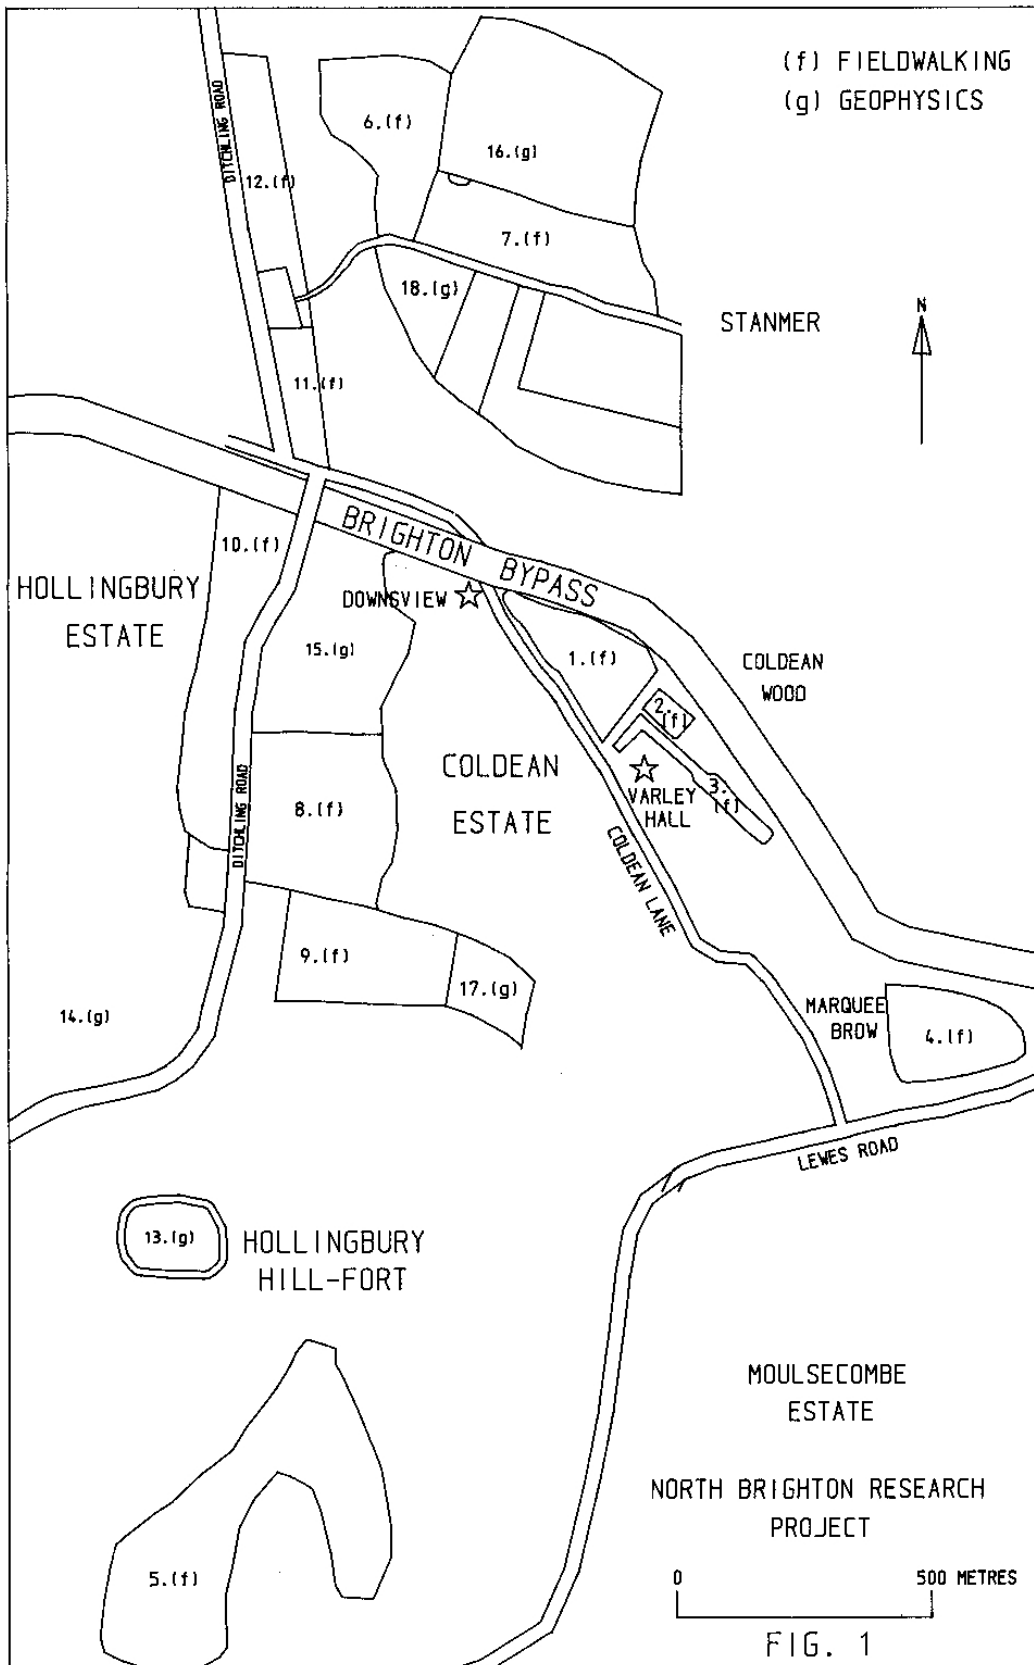 (f) FIELDWALKING
(g) GEOPHYSICS
DITCHLING ROAD
6.(f)
16.(g)
12.(f)
7.(f)
18.(g)
STANMER
N
11.(f)
BRIGHTON BYPASS
10.(f)
HOLLINGBURY
ESTATE
DOWNSVIEW
15.(g)
1.(f)
COLDEAN
WOOD
2.
(f)
COLDEAN
ESTATE
VARLEY
HALL
3.
(f)
8.(f)
DITCHLING ROAD
COLDEAN LANE
9.(f)
17.(g)
14.(g)
MARQUEE
BROW
4.(f)
LEWES ROAD
13.(g)
HOLLINGBURY
HILL-FORT
MOULSECOMBE
ESTATE
5.(f)
NORTH BRIGHTON RESEARCH
PROJECT
0 500 METRES
FIG. 1